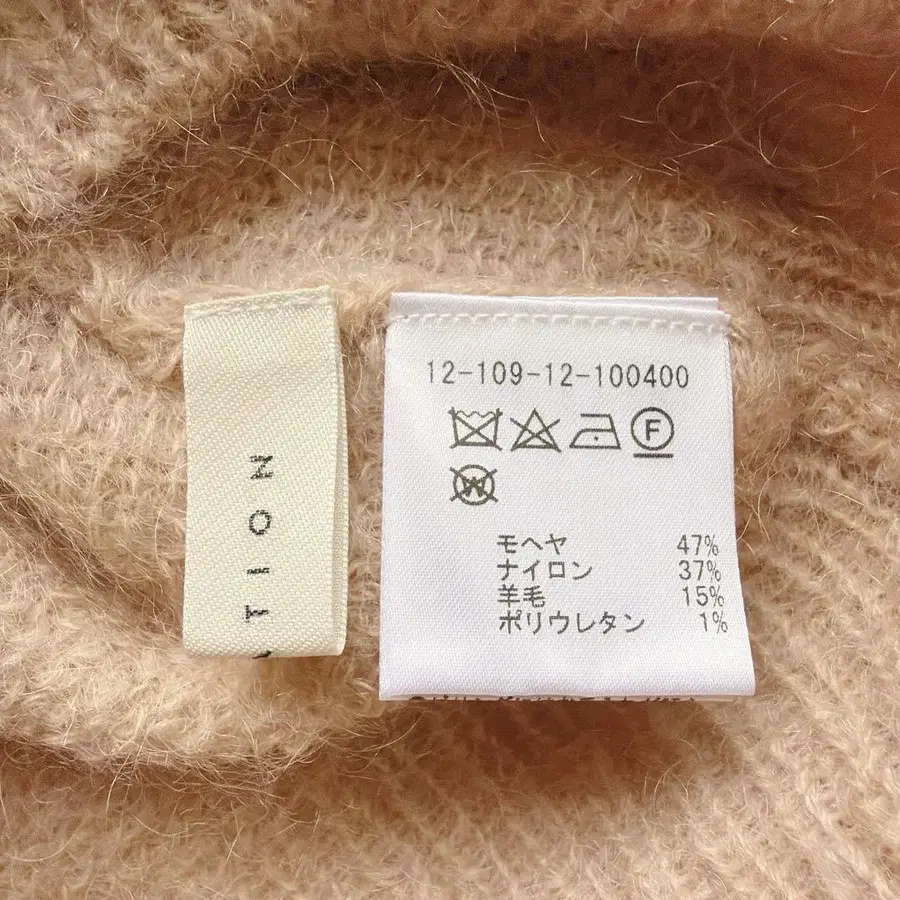 TION
12-109-12-100400
F
W
モヘヤ 47%
ナイロン 37%
羊毛 15%
ポリウレタン 1%